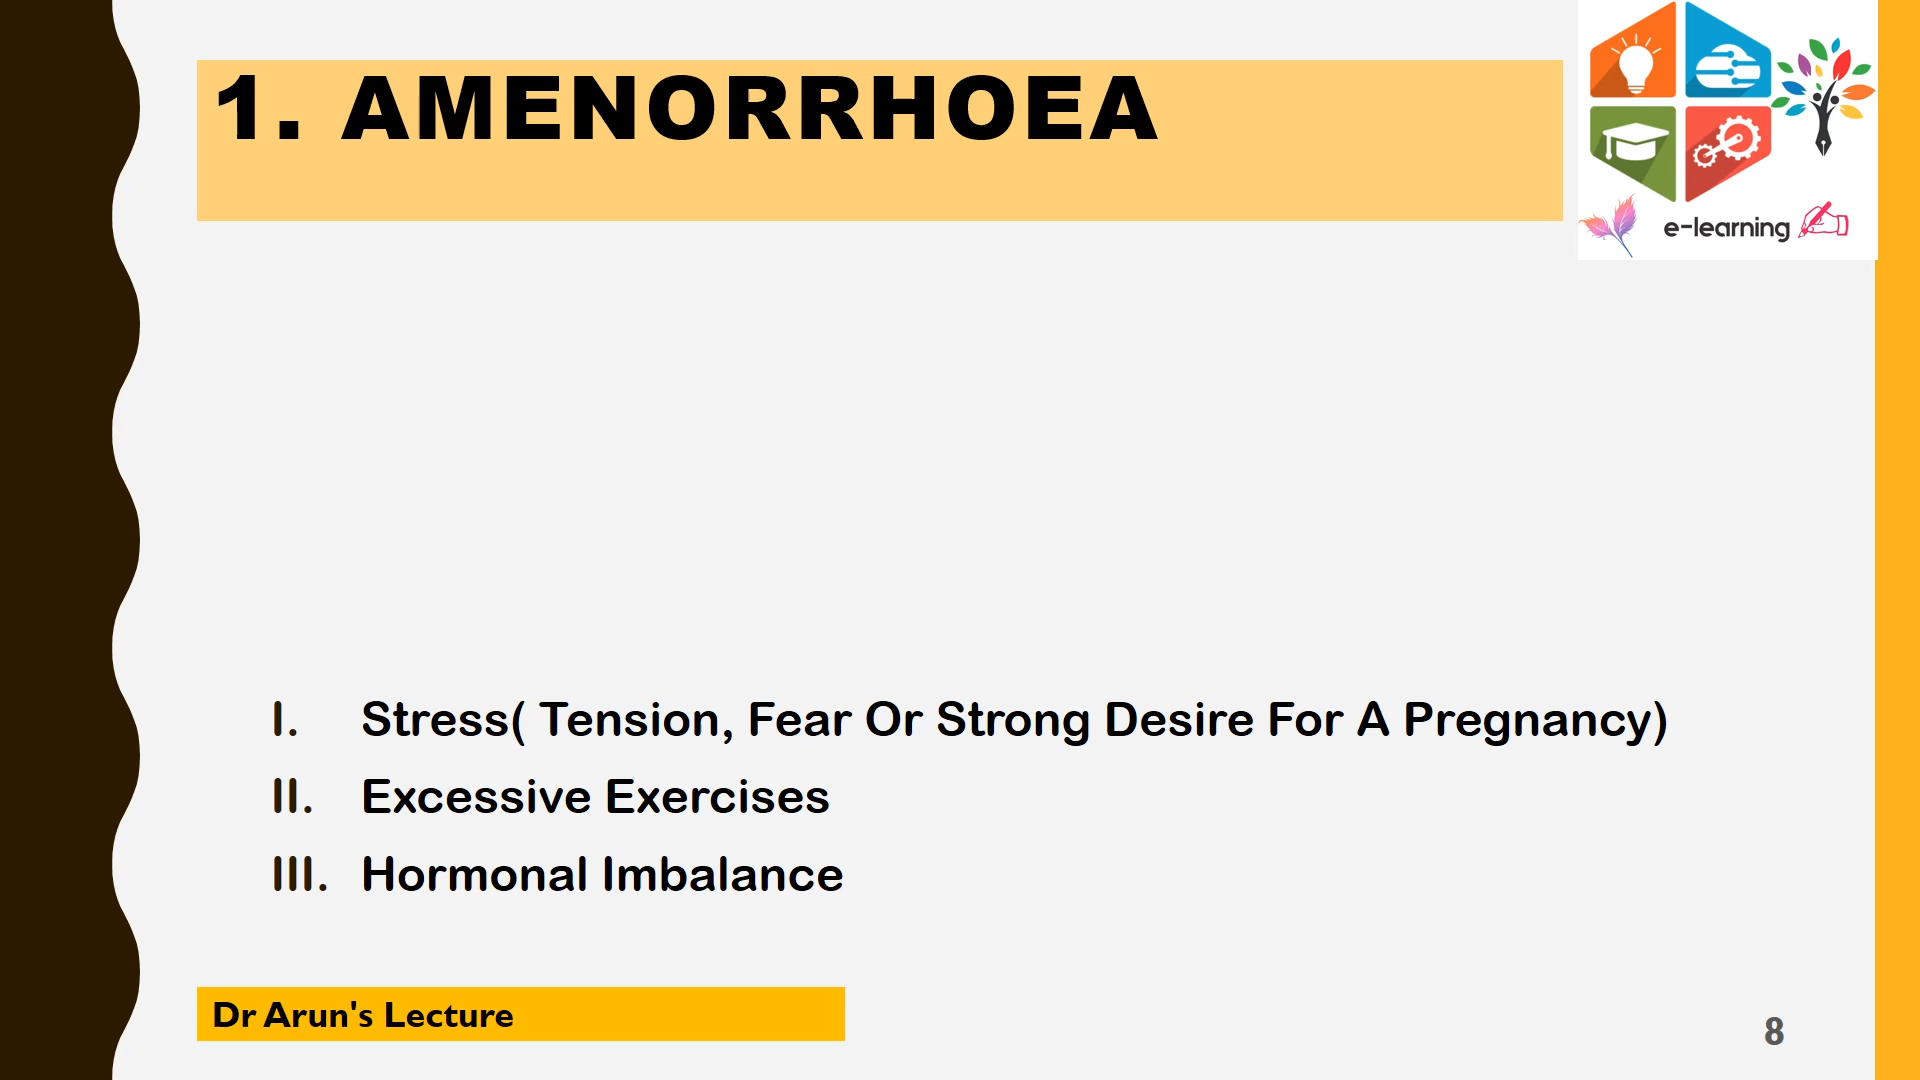 1. AMENORRHOEA
e-learning
I. Stress( Tension, Fear Or Strong Desire For A Pregnancy)
II. Excessive Exercises
III. Hormonal Imbalance
Dr Arun's Lecture
8